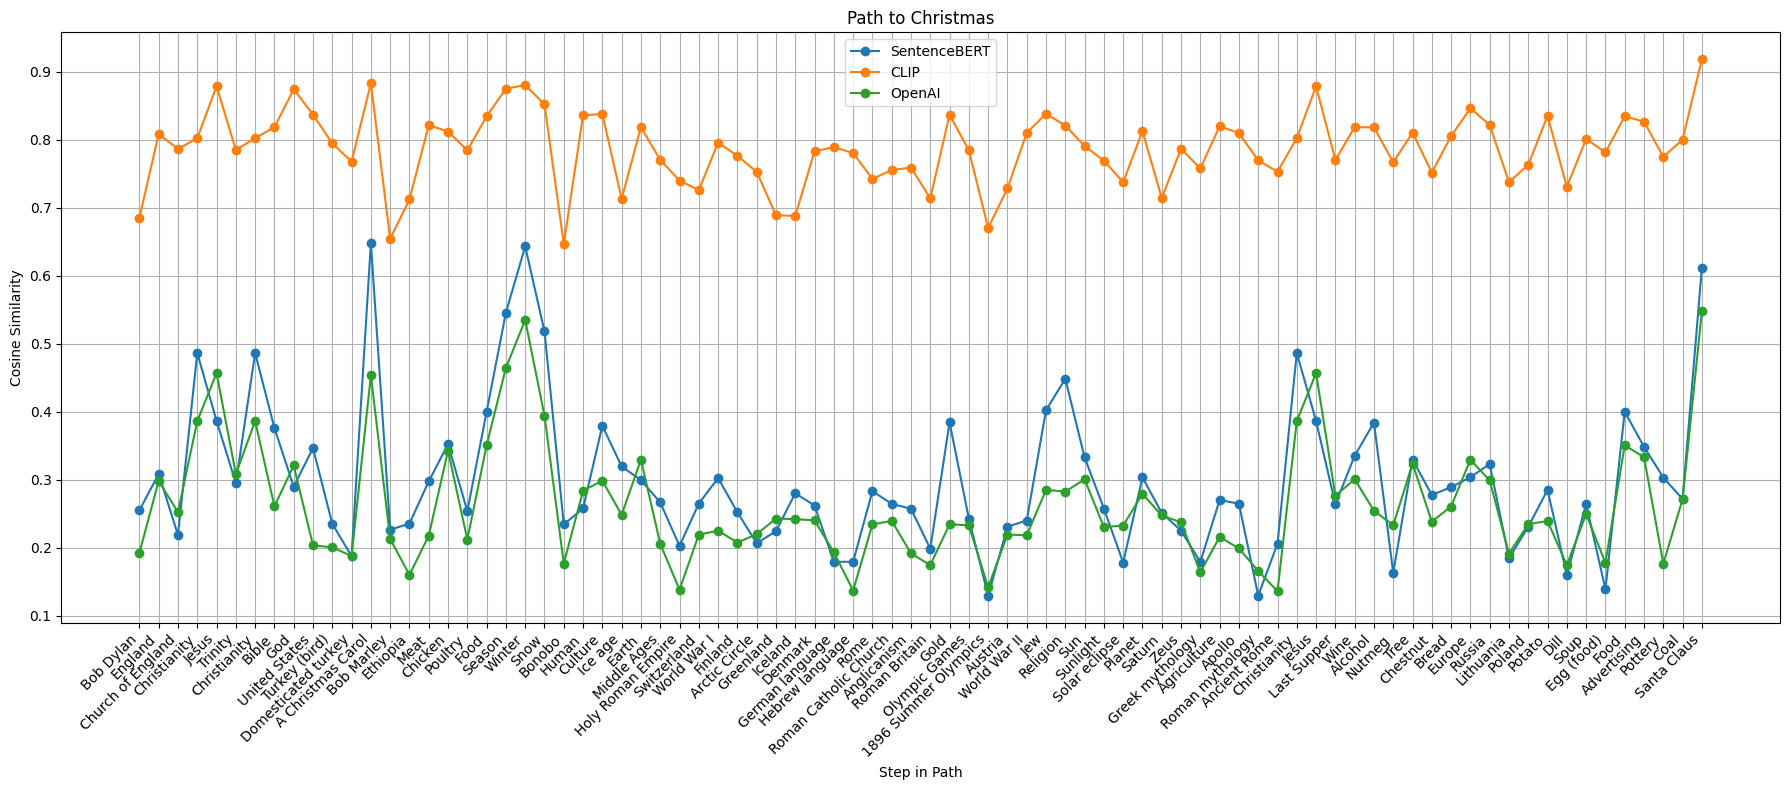 Path to Christmas
SentenceBERT
CLIP
OpenAI
Cosine Similarity
0.9
0.8
0.7
0.6
0.5
0.4
0.3
0.2
0.1
Bob Dylan
England
Church of England
Christianity
Jesus
Trinity
Christianity
Bible
God
United States
Turkey (bird)
Domesticated turkey
A Christmas Carol
Bob Marley
Ethiopia
Meat
Chicken
Poultry
Food
Season
Winter
Snow
Bonobo
Human
Culture
Ice age
Earth
Middle Ages
Holy Roman Empire
Switzerland
World War I
Finland
Arctic Circle
Greenland
Iceland
Denmark
German language
Hebrew language
Rome
Roman Catholic Church
Anglicanism
Roman Britain
Gold
Olympic Games
1896 Summer Olympics
Austria
World War II
Jew
Religion
Sun
Sunlight
Solar eclipse
Planet
Saturn
Zeus
Greek mythology
Agriculture
Apollo
Roman mythology
Ancient Rome
Christianity
Jesus
Last Supper
Wine
Alcohol
Nutmeg
Tree
Chestnut
Bread
Europe
Russia
Lithuania
Poland
Potato
Dill
Soup
Egg (food)
Food
Advertising
Pottery
Coal
Santa Claus
Step in Path